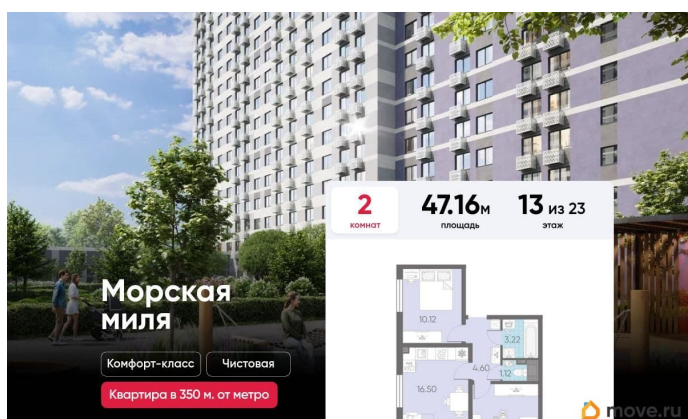 2
комнат
47.16м
площадь
13 из 23
этаж
Морская
миля
Комфорт-класс
Чистовая
Квартира в 350 м. от метро
10.12
3.22
4.60
1.12
16.50
move.ru